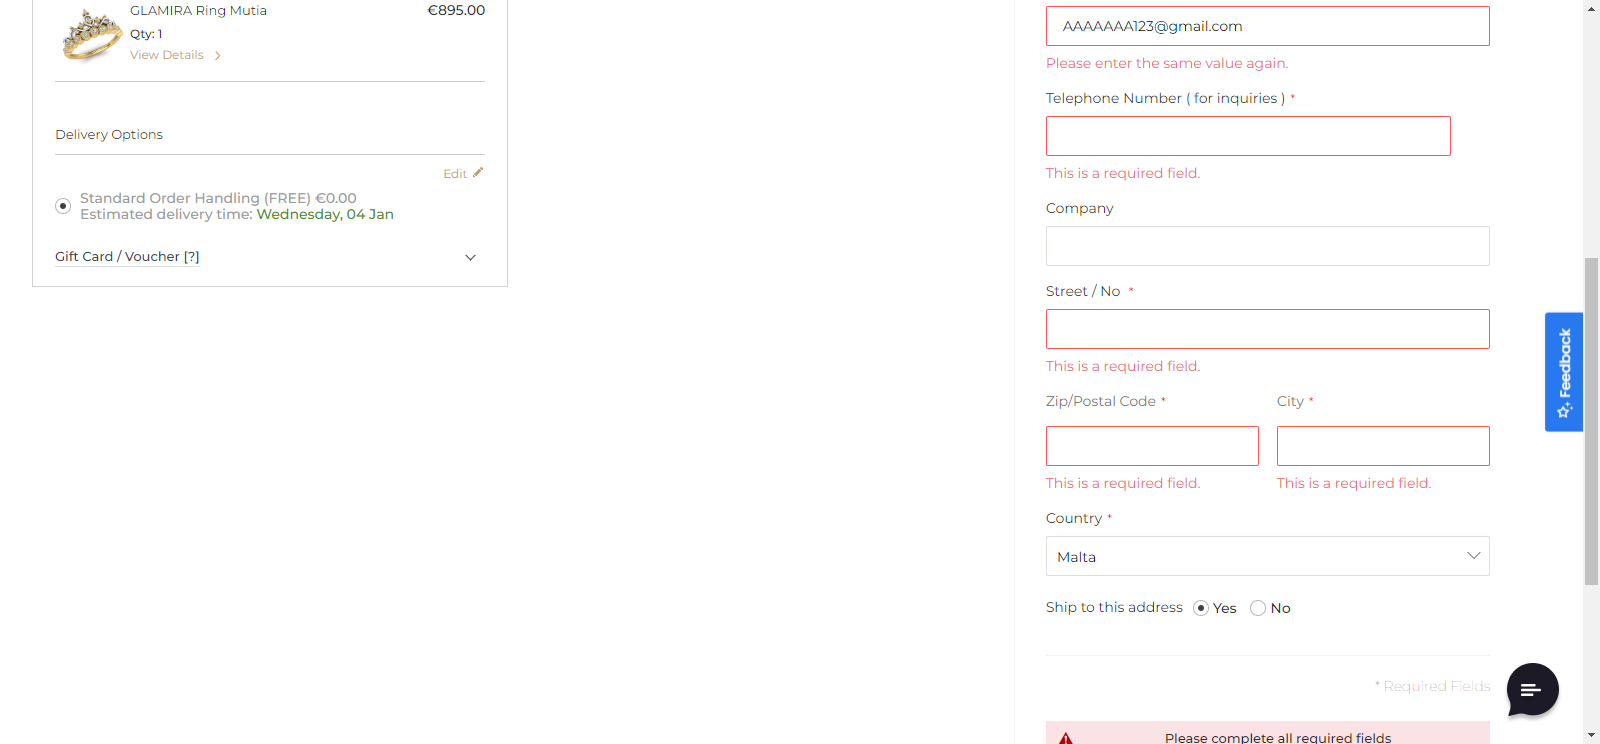 GLAMIRA Ring Mutia
€895.00
Qty: 1
View Details
Delivery Options
Edit
Standard Order Handling (FREE) €0.00
Estimated delivery time: Wednesday, 04 Jan
Gift Card / Voucher [?]
AAAAAAA123@gmail.com
Please enter the same value again.
Telephone Number ( for inquiries ) *
This is a required field.
Company
Street / No *
This is a required field.
Zip/Postal Code * City *
This is a required field. This is a required field.
Country *
Malta
Ship to this address Yes No
* Required Fields
Please complete all required fields
Feedback